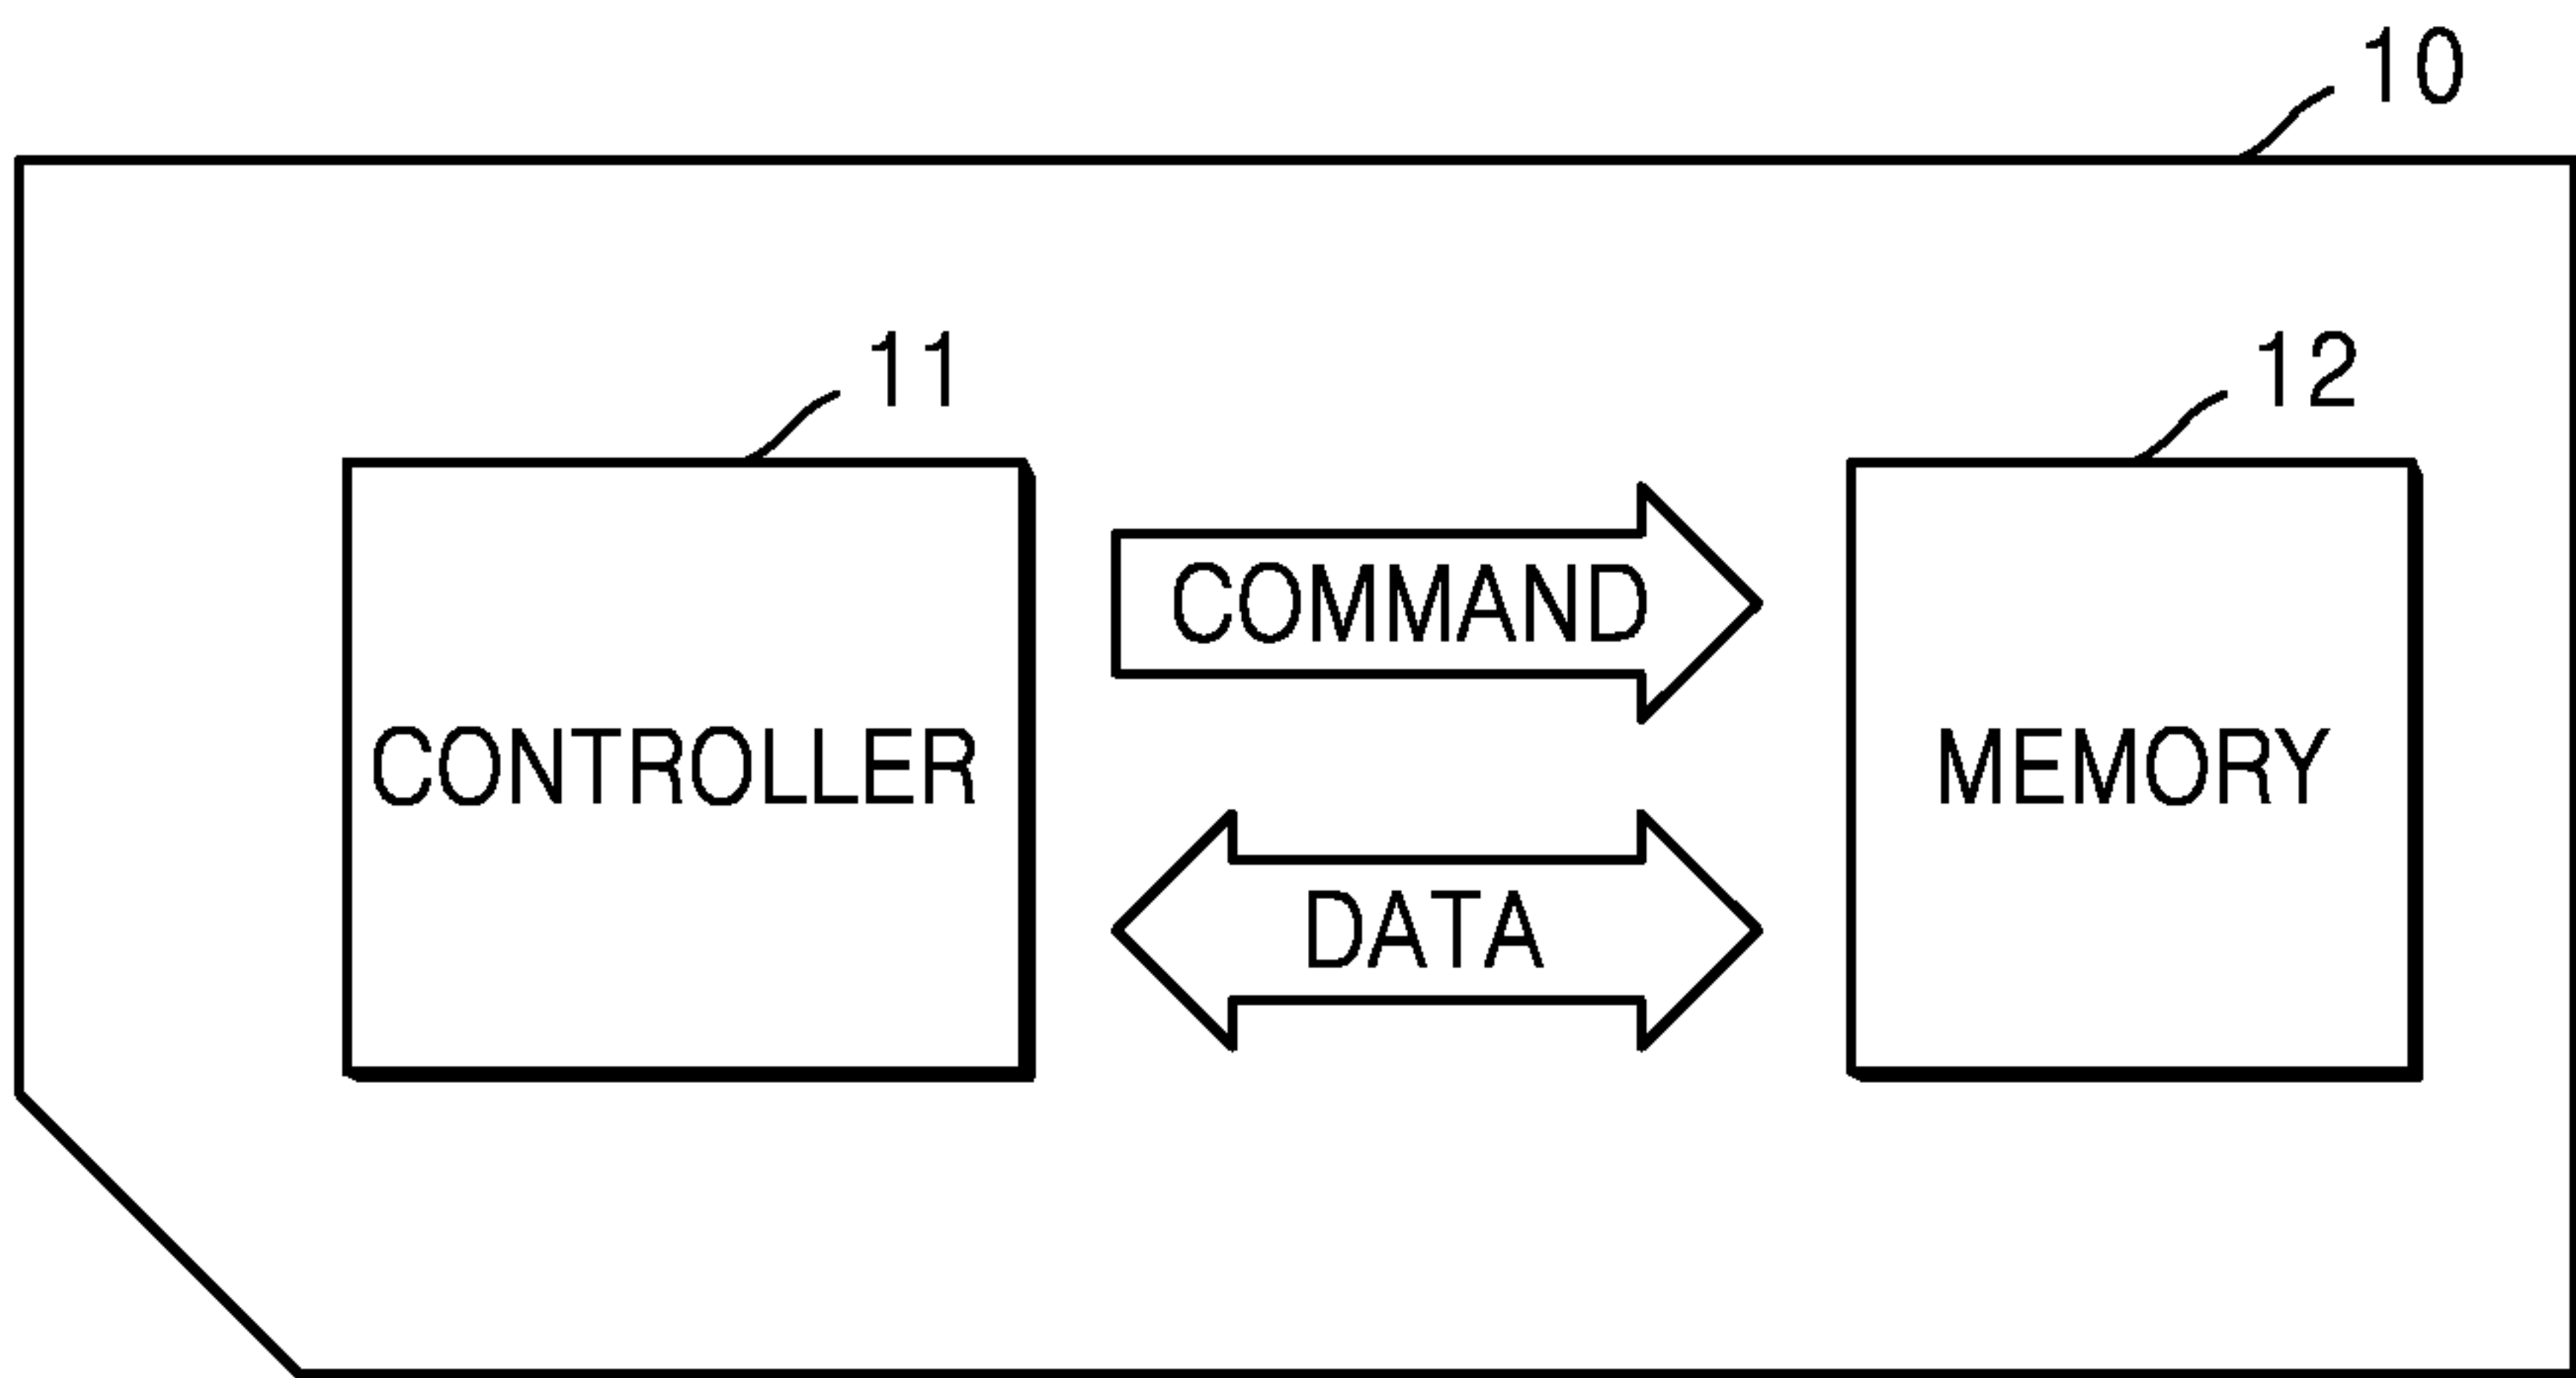 10
11
12
COMMAND
CONTROLLER
MEMORY
DATA